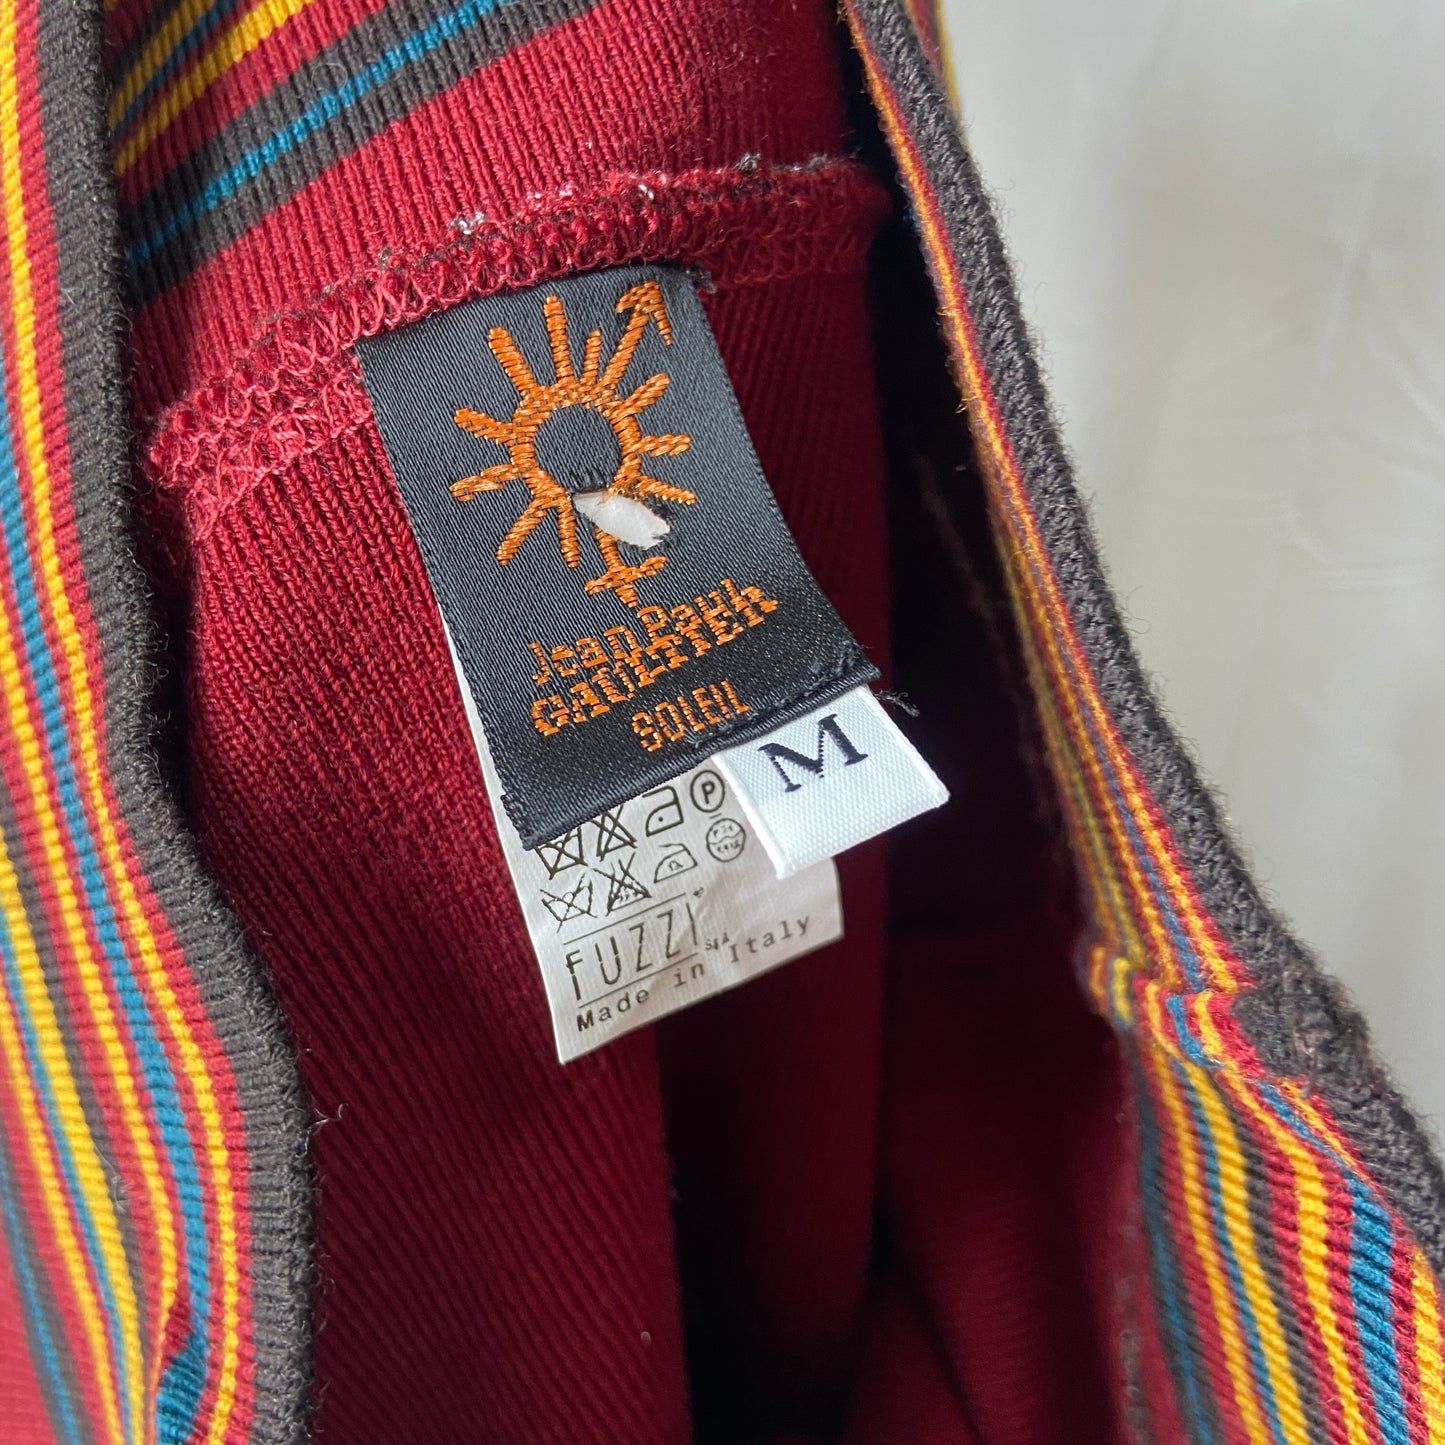 Jean Paul
GAULTIER
SOLEIL
M
P
FUZZI
Made in Italy